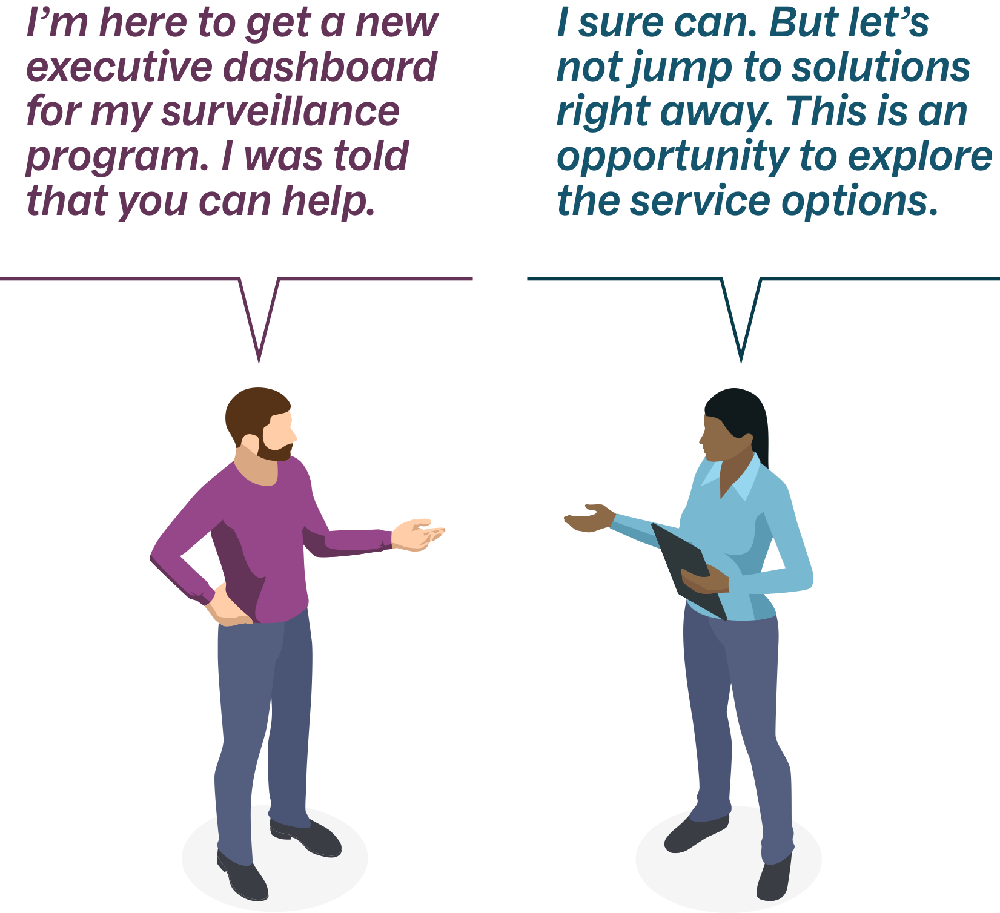 I’m here to get a new
executive dashboard
for my surveillance
program. I was told
that you can help.
I sure can. But let’s
not jump to solutions
right away. This is an
opportunity to explore
the service options.